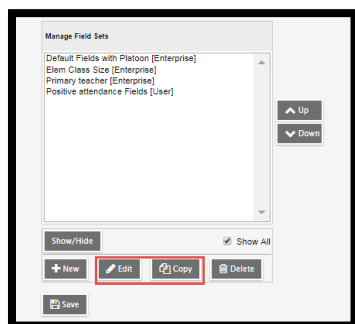 Manage Field Sets
Default Fields with Platoon [Enterprise]
Elem Class Size [Enterprise]
Primary teacher [Enterprise]
Positive attendance Fields [User]
Up
Down
Show/Hide
Show All
New Edit Copy Delete
Save